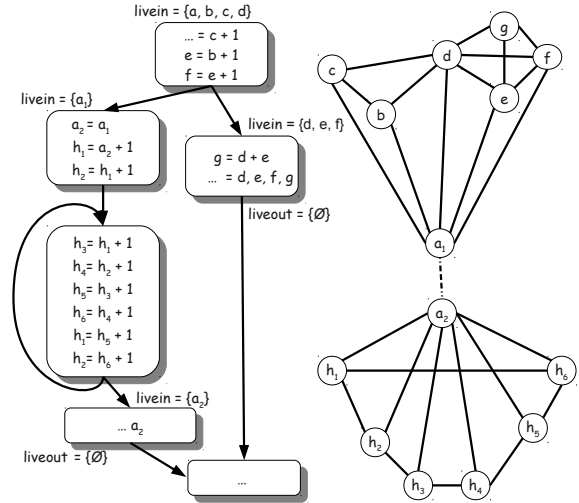 livein = {a, b, c, d}
... = c + 1
e = b + 1
f = e + 1
livein = {a₁}
a₂ = a₁
h₁ = a₂ + 1
h₂ = h₁ + 1
livein = {d, e, f}
g = d + e
... = d, e, f, g
liveout = {Ø}
h₃= h₁ + 1
h₄= h₂ + 1
h₅= h₃ + 1
h₆= h₄ + 1
h₁= h₅ + 1
h₂= h₆ + 1
livein = {a₂}
... a₂
liveout = {Ø}
...
g
d
f
c
e
b
a₁
a₂
h₁
h₆
h₂
h₅
h₃
h₄